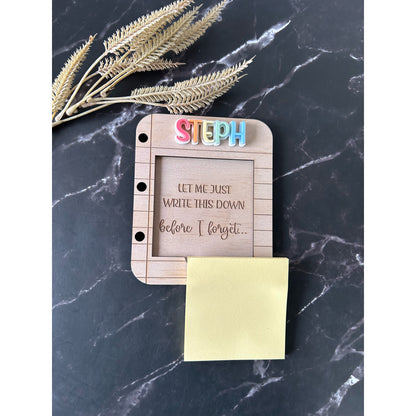 STEPH
LET ME JUST
WRITE THIS DOWN
before I forget...